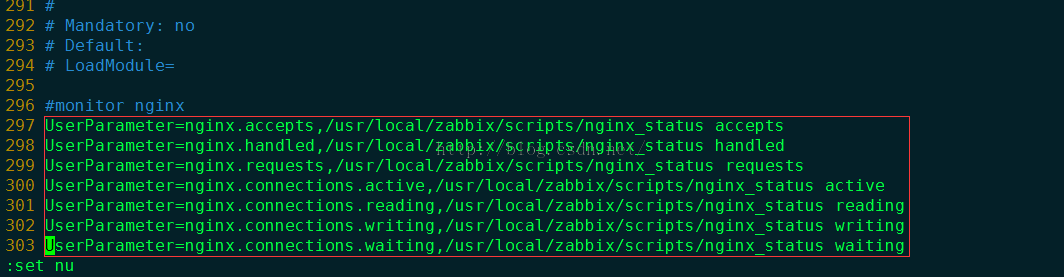 291 #
292 # Mandatory: no
293 # Default:
294 # LoadModule=
295
296 #monitor nginx
297 UserParameter=nginx.accepts,/usr/local/zabbix/scripts/nginx_status accepts
298 UserParameter=nginx.handled,/usr/local/zabbix/scripts/nginx_status handled
299 UserParameter=nginx.requests,/usr/local/zabbix/scripts/nginx_status requests
300 UserParameter=nginx.connections.active,/usr/local/zabbix/scripts/nginx_status active
301 UserParameter=nginx.connections.reading,/usr/local/zabbix/scripts/nginx_status reading
302 UserParameter=nginx.connections.writing,/usr/local/zabbix/scripts/nginx_status writing
303 UserParameter=nginx.connections.waiting,/usr/local/zabbix/scripts/nginx_status waiting
:set nu